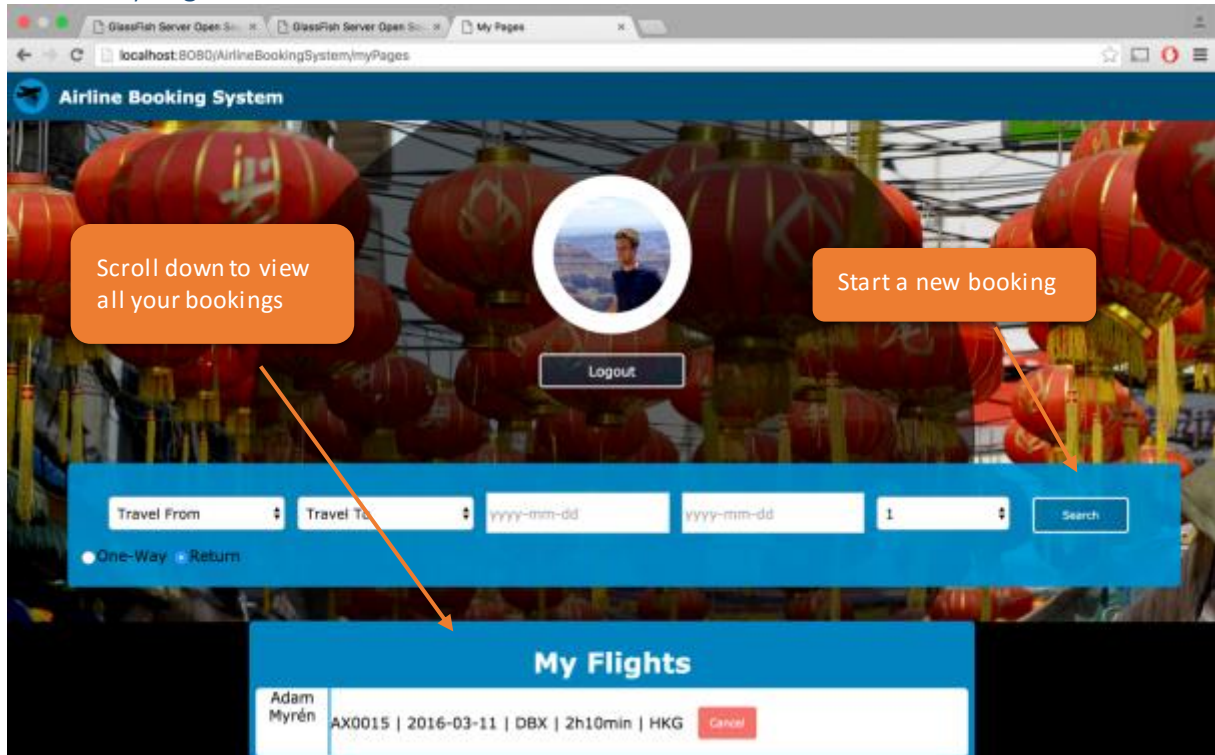 GlassFish Server Open So
GlassFish Server Open So
My Pages
localhost:8080/AirlineBookingSystem/myPages
Airline Booking System
Scroll down to view
all your bookings
Start a new booking
Logout
Travel From
Travel To
yyyy-mm-dd
yyyy-mm-dd
1
Search
One-Way
Return
My Flights
Adam
Myrén
AX0015 | 2016-03-11 | DBX | 2h10min | HKG
Cancel